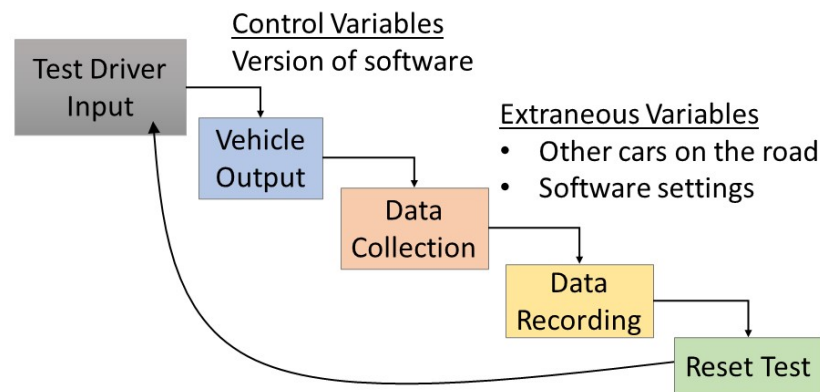 Control Variables
Version of software
Test Driver
Input
Vehicle
Output
Extraneous Variables
• Other cars on the road
• Software settings
Data
Collection
Data
Recording
Reset Test